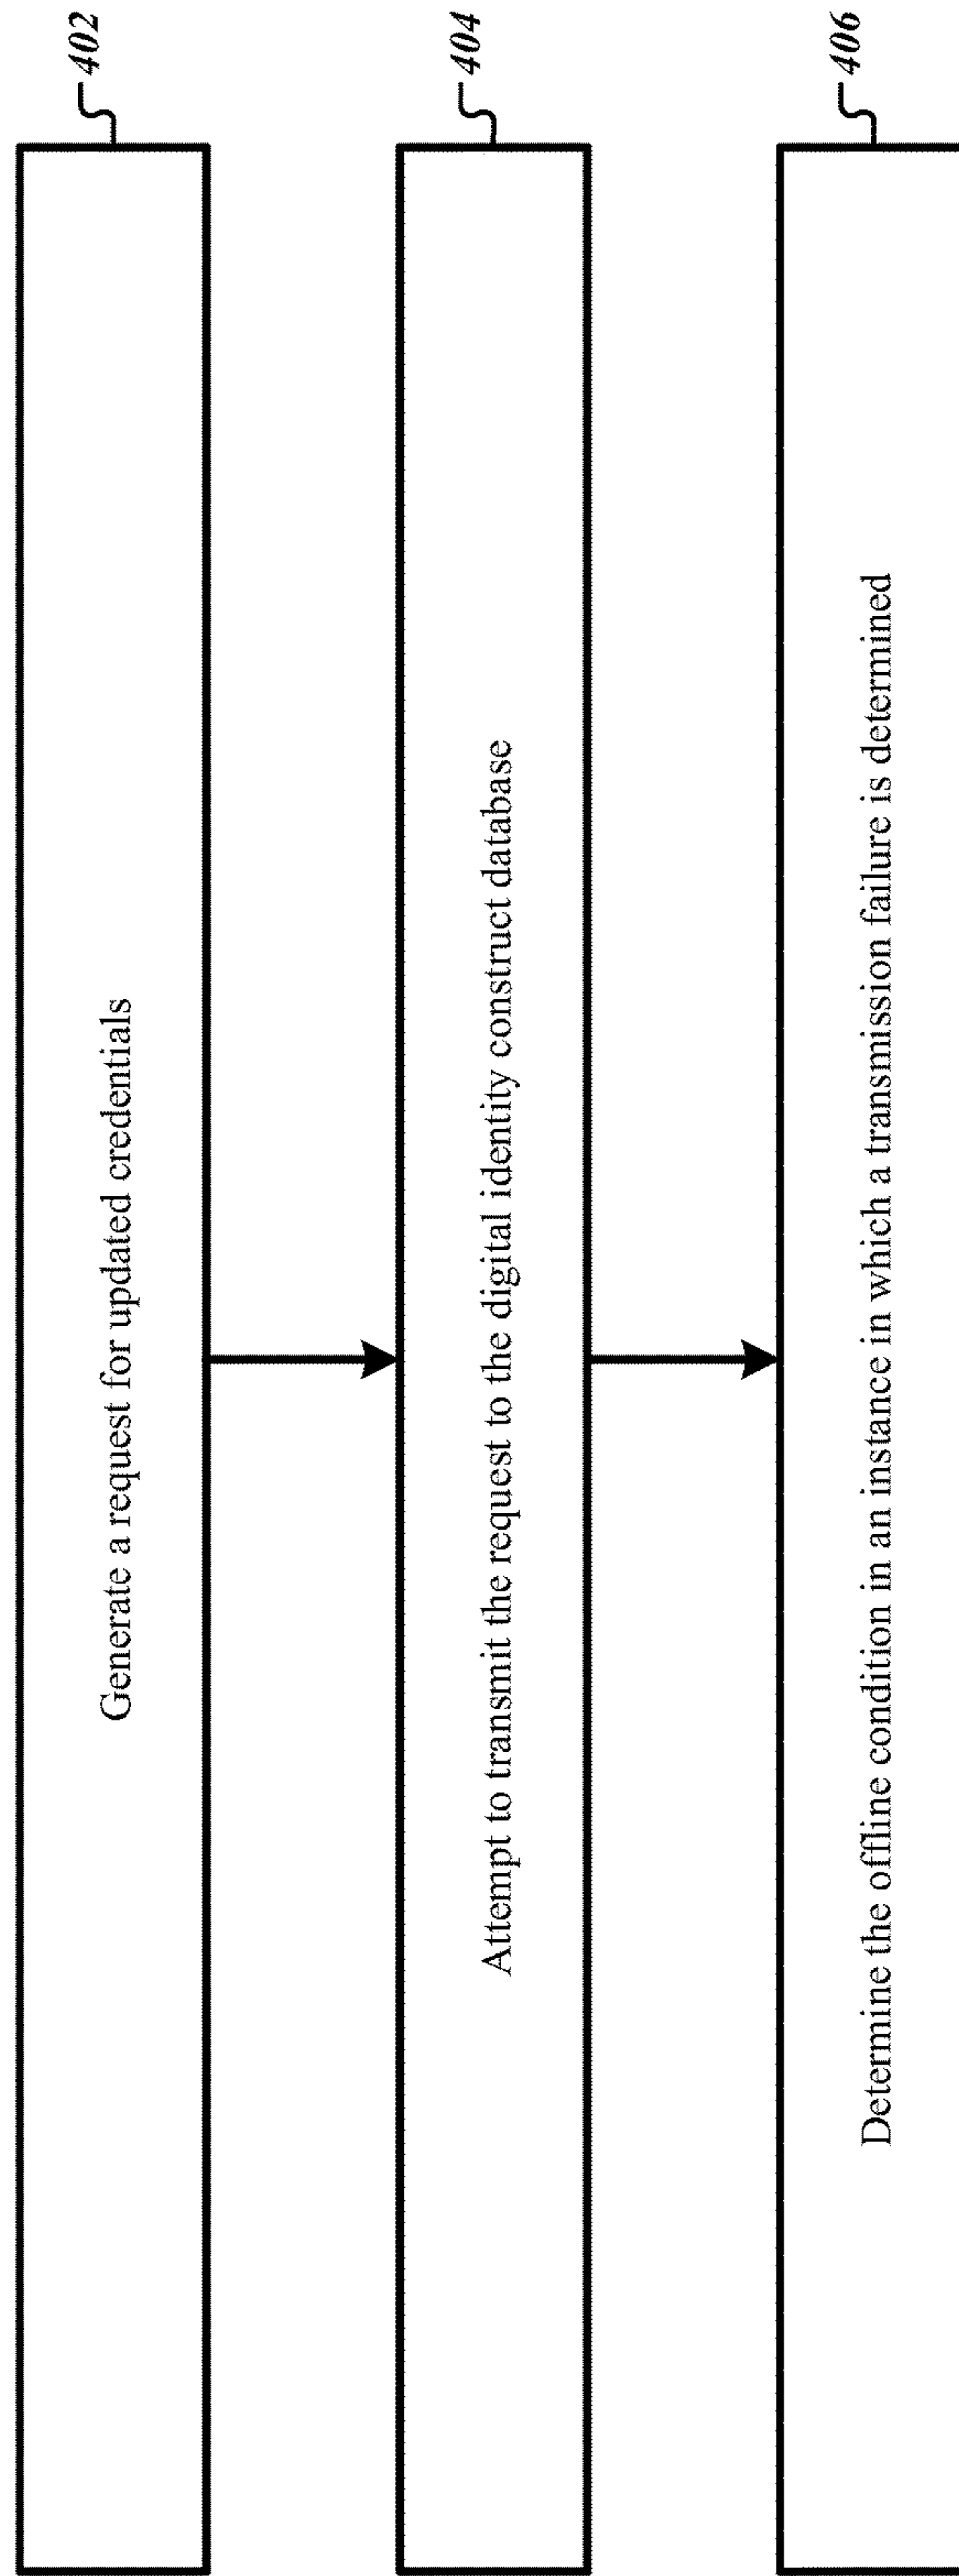 Generate a request for updated credentials
402
Attempt to transmit the request to the digital identity construct database
404
Determine the offline condition in an instance in which a transmission failure is determined
406